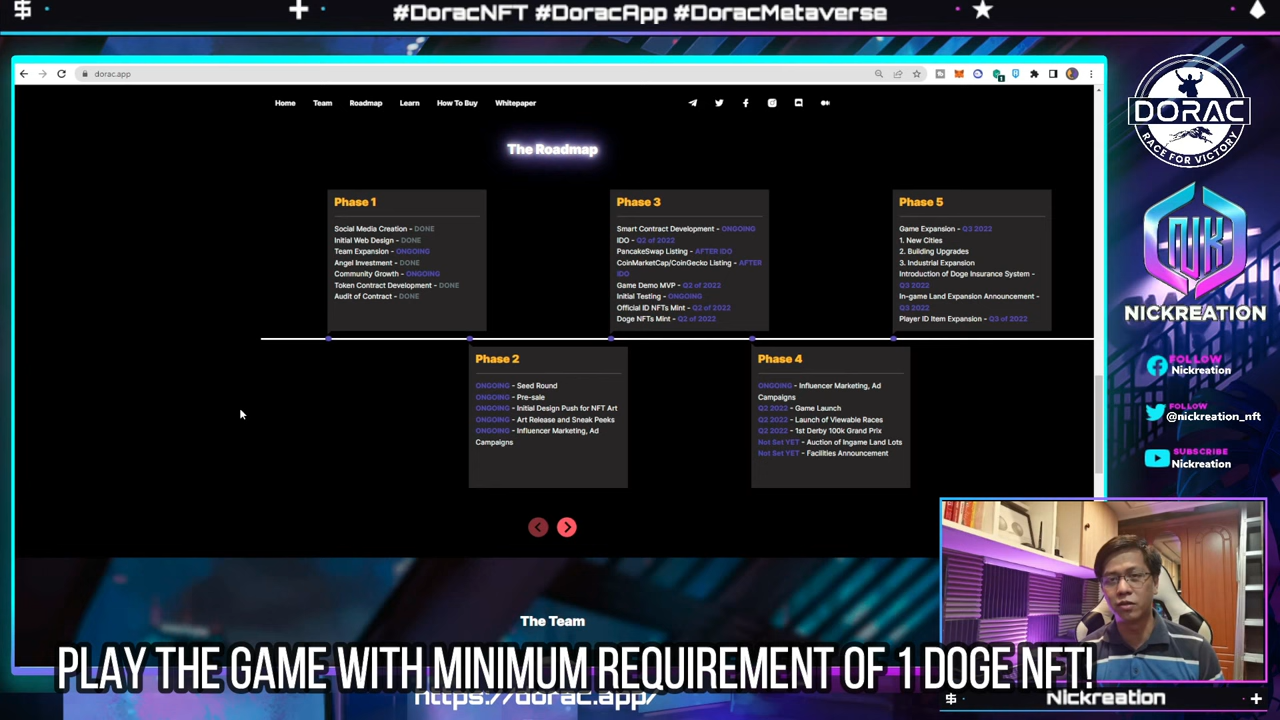 #DoracNFT #DoracApp #DoracMetaverse
dorac.app
Home Team Roadmap Learn How To Buy Whitepaper
The Roadmap
Phase 1
Social Media Creation - DONE
Initial Web Design - DONE
Team Expansion - ONGOING
Angel Investment - DONE
Community Growth - ONGOING
Token Contract Development - DONE
Audit of Contract - DONE
Phase 3
Smart Contract Development - ONGOING
IDO - Q2 of 2022
PancakeSwap Listing - AFTER IDO
CoinMarketCap/CoinGecko Listing - AFTER
IDO
Game Demo MVP - Q2 of 2022
Initial Testing - ONGOING
Official ID NFTs Mint - Q2 of 2022
Doge NFTs Mint - Q2 of 2022
Phase 5
Game Expansion - Q3 2022
1. New Cities
2. Building Upgrades
3. Industrial Expansion
Introduction of Doge Insurance System -
Q3 2022
In-game Land Expansion Announcement -
Q3 2022
Player ID Item Expansion - Q3 of 2022
Phase 2
ONGOING - Seed Round
ONGOING - Pre-sale
ONGOING - Initial Design Push for NFT Art
ONGOING - Art Release and Sneak Peeks
ONGOING - Influencer Marketing, Ad
Campaigns
Phase 4
ONGOING - Influencer Marketing, Ad
Campaigns
Q2 2022 - Game Launch
Q2 2022 - Launch of Viewable Races
Q2 2022 - 1st Derby 100k Grand Prix
Not Set YET - Auction of Ingame Land Lots
Not Set YET - Facilities Announcement
The Team
DORAC
RACE FOR VICTORY
NICKREATION
FOLLOW
Nickreation
FOLLOW
@nickreation_nft
SUBSCRIBE
Nickreation
PLAY THE GAME WITH MINIMUM REQUIREMENT OF 1 DOGE NFT!
https://dorac.app/
Nickreation